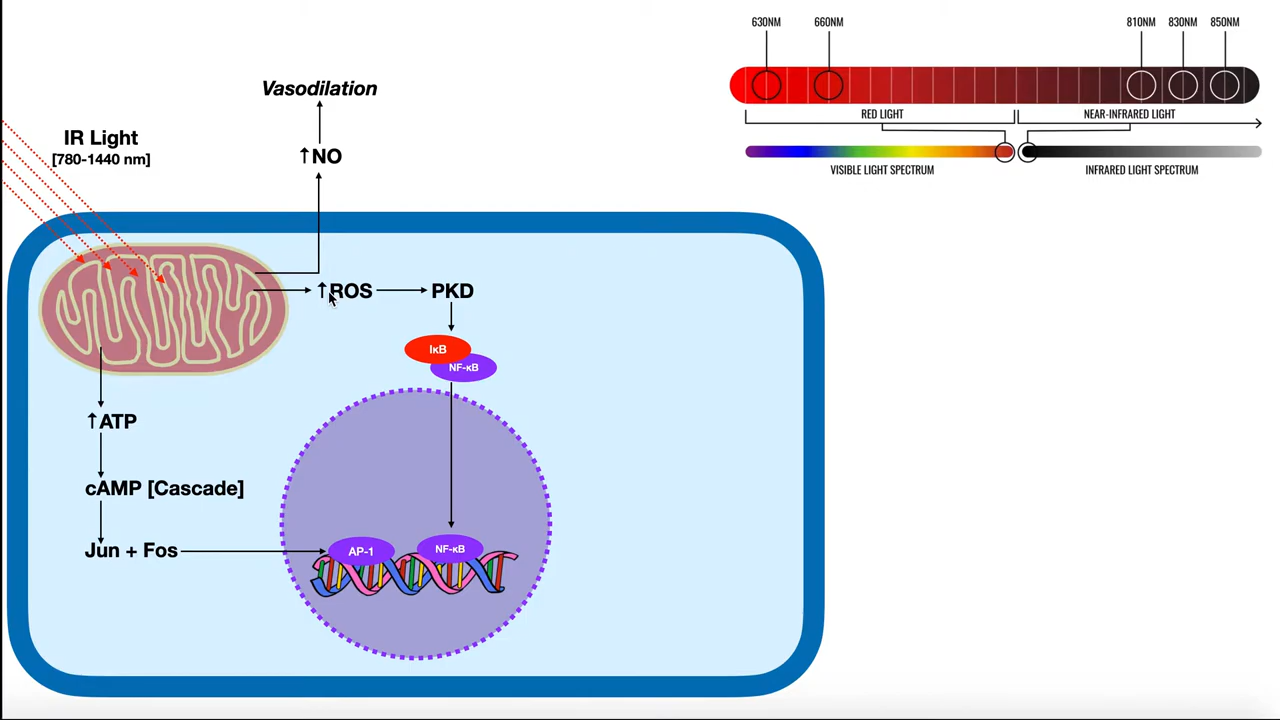 630NM
660NM
810NM
830NM
850NM
RED LIGHT
NEAR-INFRARED LIGHT
VISIBLE LIGHT SPECTRUM
INFRARED LIGHT SPECTRUM
Vasodilation
IR Light
[780-1440 nm]
↑NO
↑ROS
PKD
IκB
NF-κB
↑ATP
cAMP [Cascade]
Jun + Fos
AP-1
NF-κB